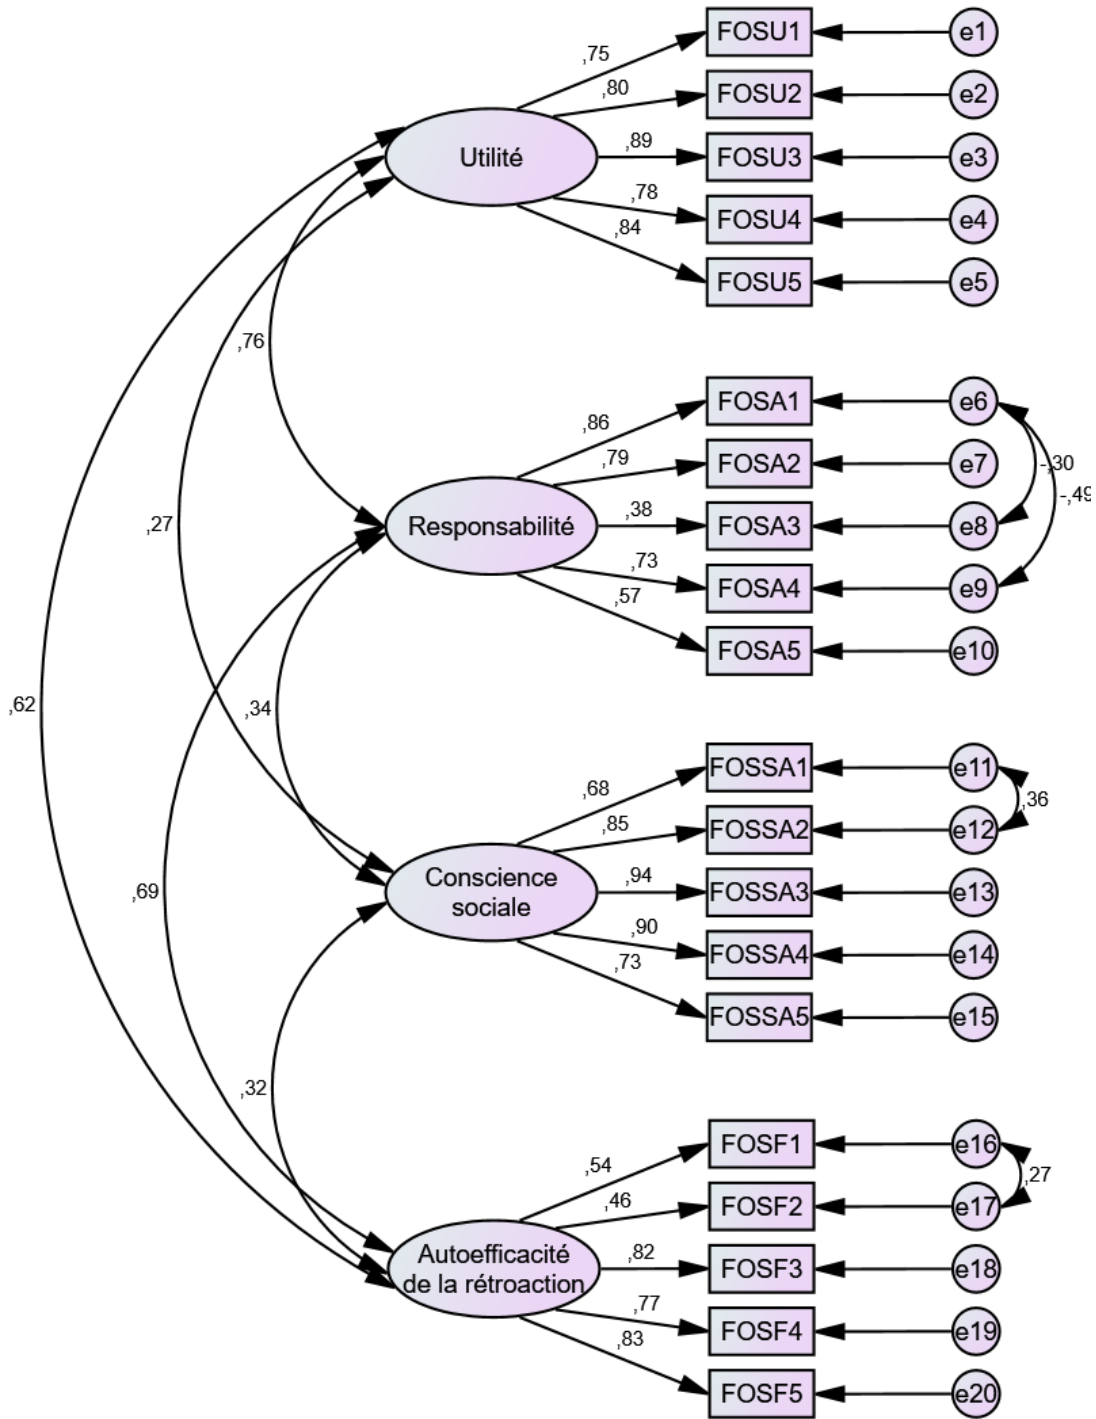 FOSU1
e1
,75
FOSU2
e2
,80
Utilité
,89
FOSU3
e3
,78
FOSU4
e4
,84
FOSU5
e5
,76
FOSA1
e6
,86
FOSA2
e7
-,30
,79
-,49
Responsabilité
,38
FOSA3
e8
,27
,73
FOSA4
e9
,57
FOSA5
e10
,62
,34
FOSSA1
e11
,68
,36
FOSSA2
e12
,85
Conscience
sociale
,94
FOSSA3
e13
,69
,90
FOSSA4
e14
,73
FOSSA5
e15
,32
FOSF1
e16
,54
,27
FOSF2
e17
,46
Autoefficacité
de la rétroaction
,82
FOSF3
e18
,77
FOSF4
e19
,83
FOSF5
e20